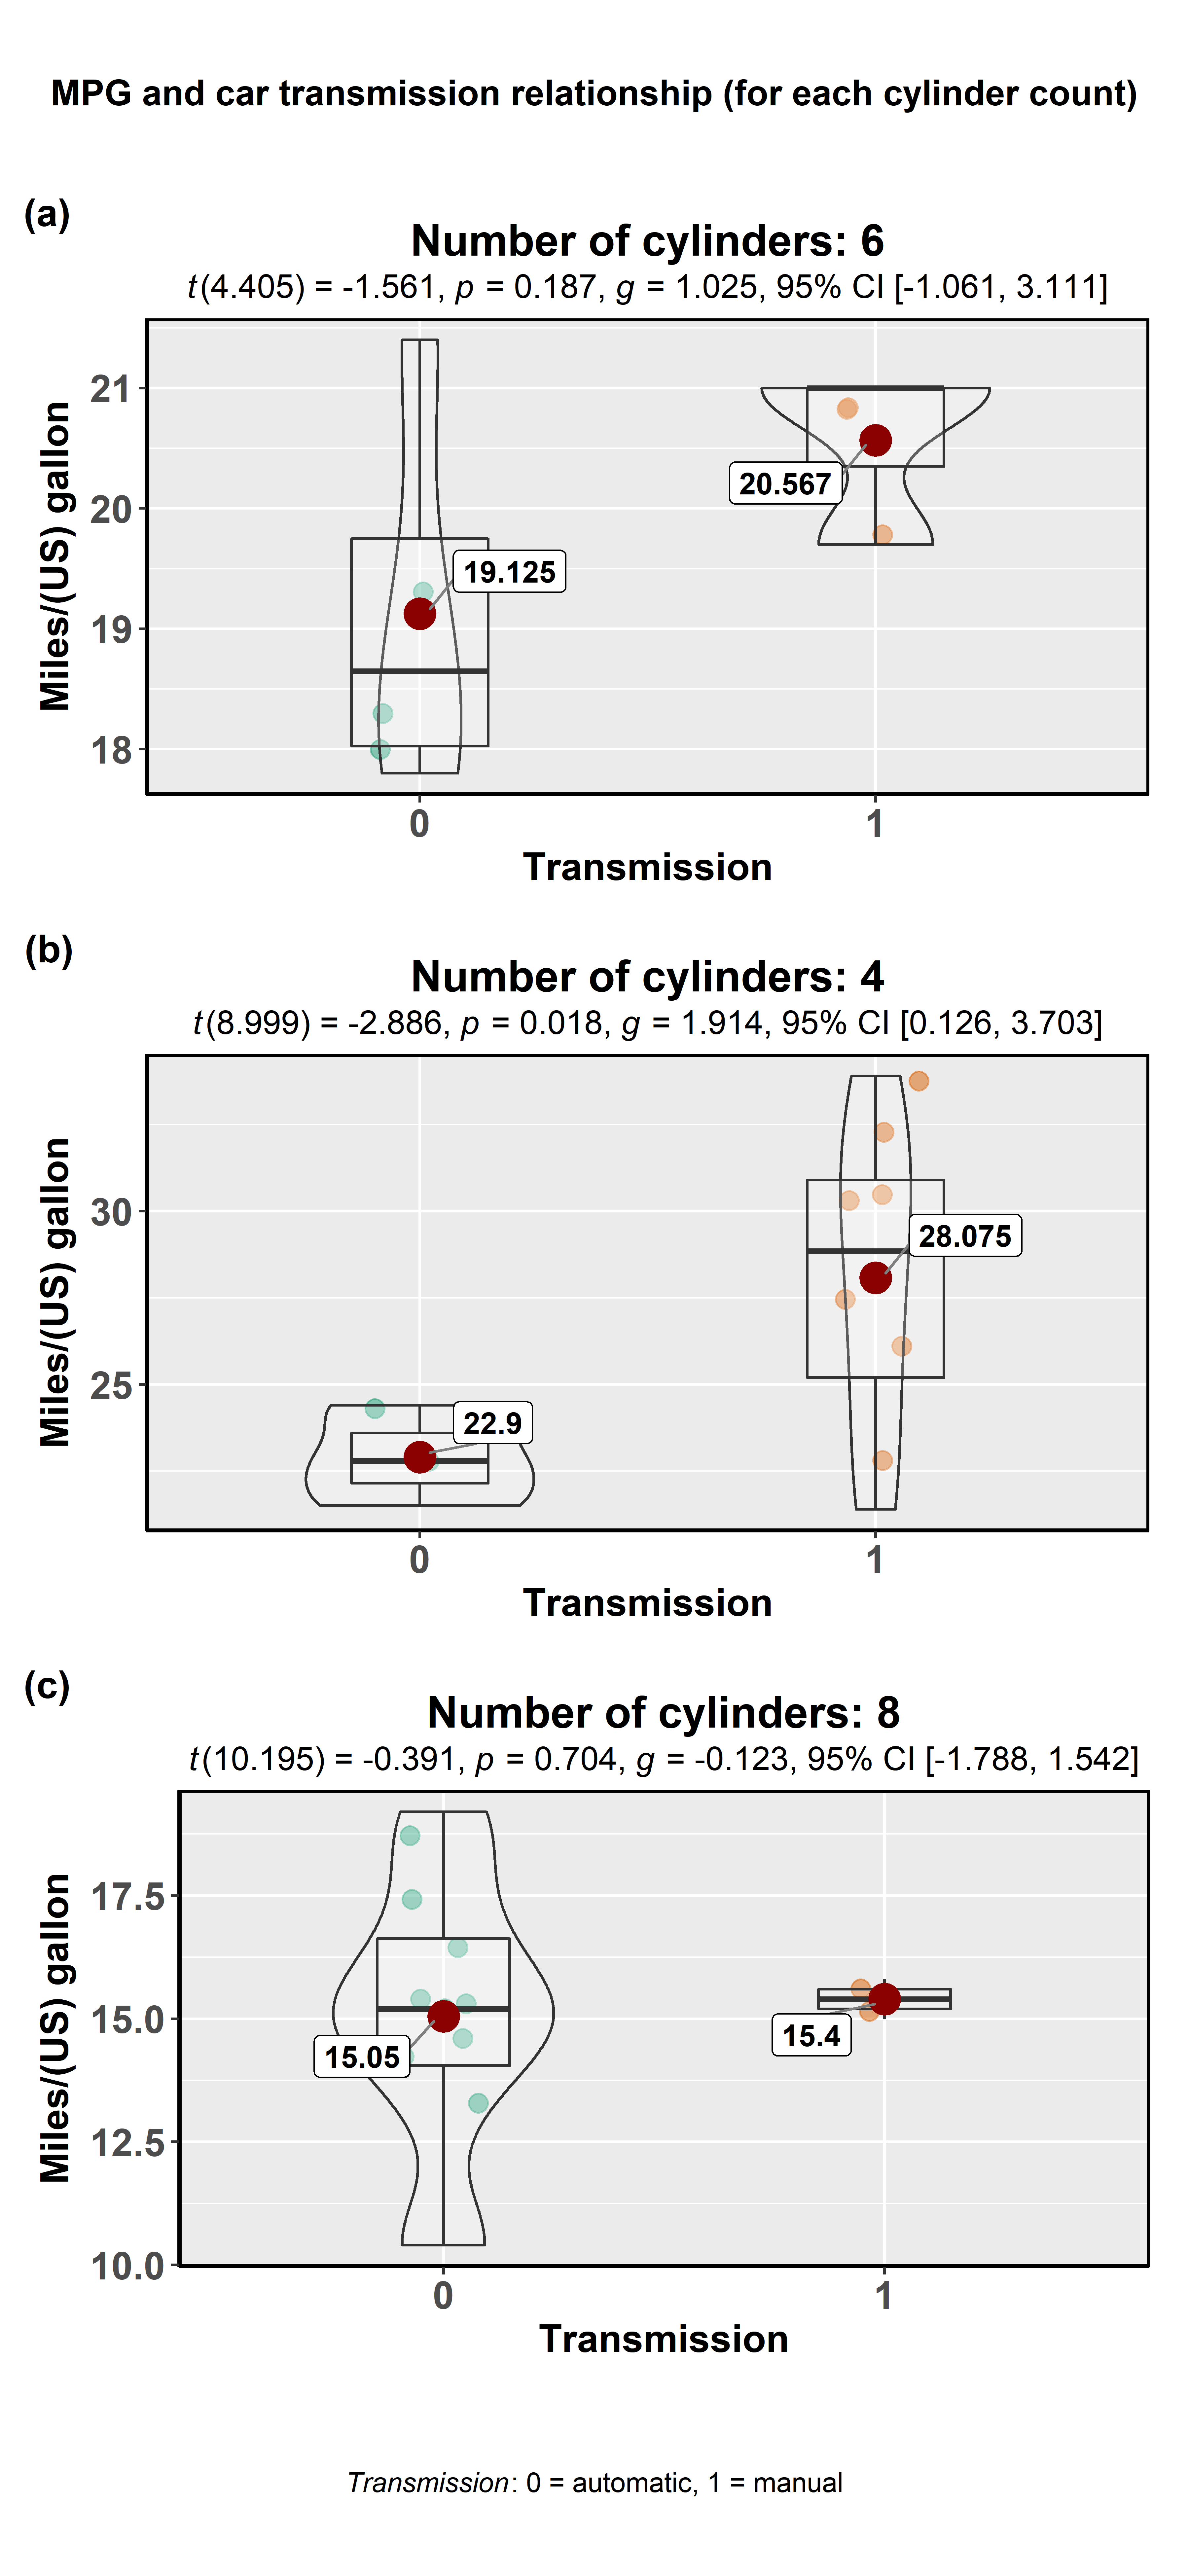 MPG and car transmission relationship (for each cylinder count)
(a)
Number of cylinders: 6
t(4.405) = -1.561, p = 0.187, g = 1.025, 95% CI [-1.061, 3.111]
Miles/(US) gallon
21
20
19
18
19.125
20.567
0 1
Transmission
(b)
Number of cylinders: 4
t(8.999) = -2.886, p = 0.018, g = 1.914, 95% CI [0.126, 3.703]
Miles/(US) gallon
30
25
28.075
22.9
0 1
Transmission
(c)
Number of cylinders: 8
t(10.195) = -0.391, p = 0.704, g = -0.123, 95% CI [-1.788, 1.542]
Miles/(US) gallon
17.5
15.0
12.5
10.0
15.05
15.4
0 1
Transmission
Transmission: 0 = automatic, 1 = manual